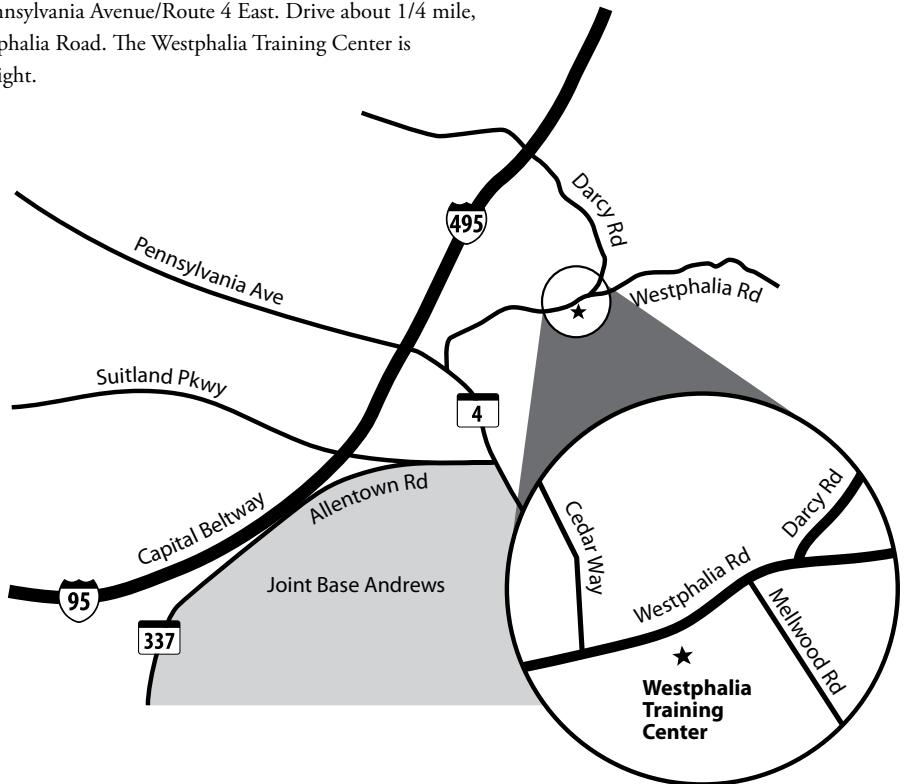 nnsylvania Avenue/Route 4 East. Drive about 1/4 mile,
phalia Road. The Westphalia Training Center is
ight.
Darcy Rd
495
Pennsylvania Ave
Westphalia Rd
Suitland Pkwy
4
Allentown Rd
Capital Beltway
Darcy Rd
Cedar Way
Westphalia Rd
Joint Base Andrews
95
Mellwood Rd
337
Westphalia
Training
Center